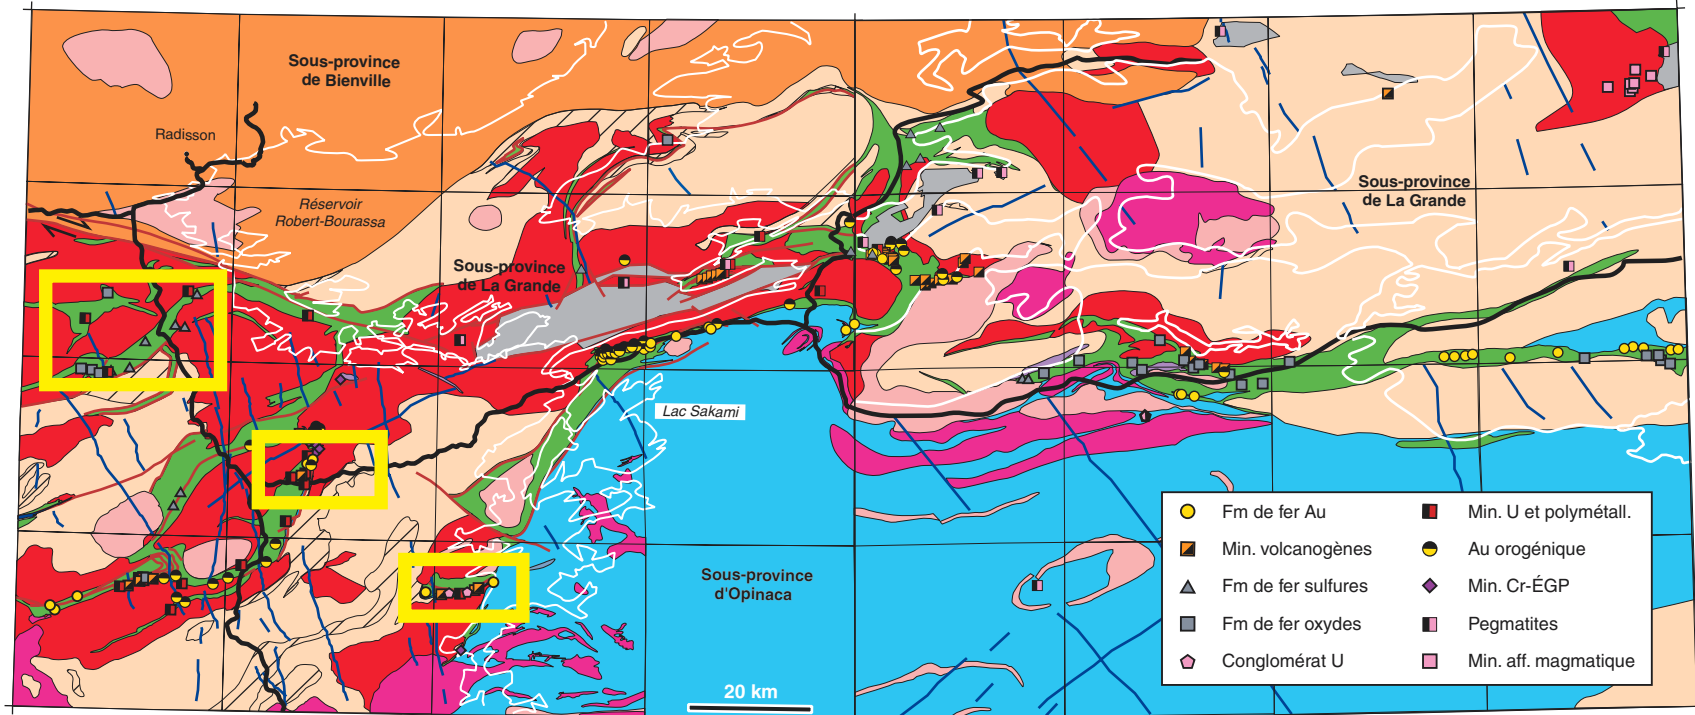 Sous-province
de Bienville
Radisson
Réservoir
Robert-Bourassa
Sous-province
de La Grande
Sous-province
de La Grande
Lac Sakami
Sous-province
d'Opinaca
20 km
Fm de fer Au
Min. volcanogènes
Fm de fer sulfures
Fm de fer oxydes
Conglomérat U
Min. U et polymétall.
Au orogénique
Min. Cr-ÉGP
Pegmatites
Min. aff. magmatique